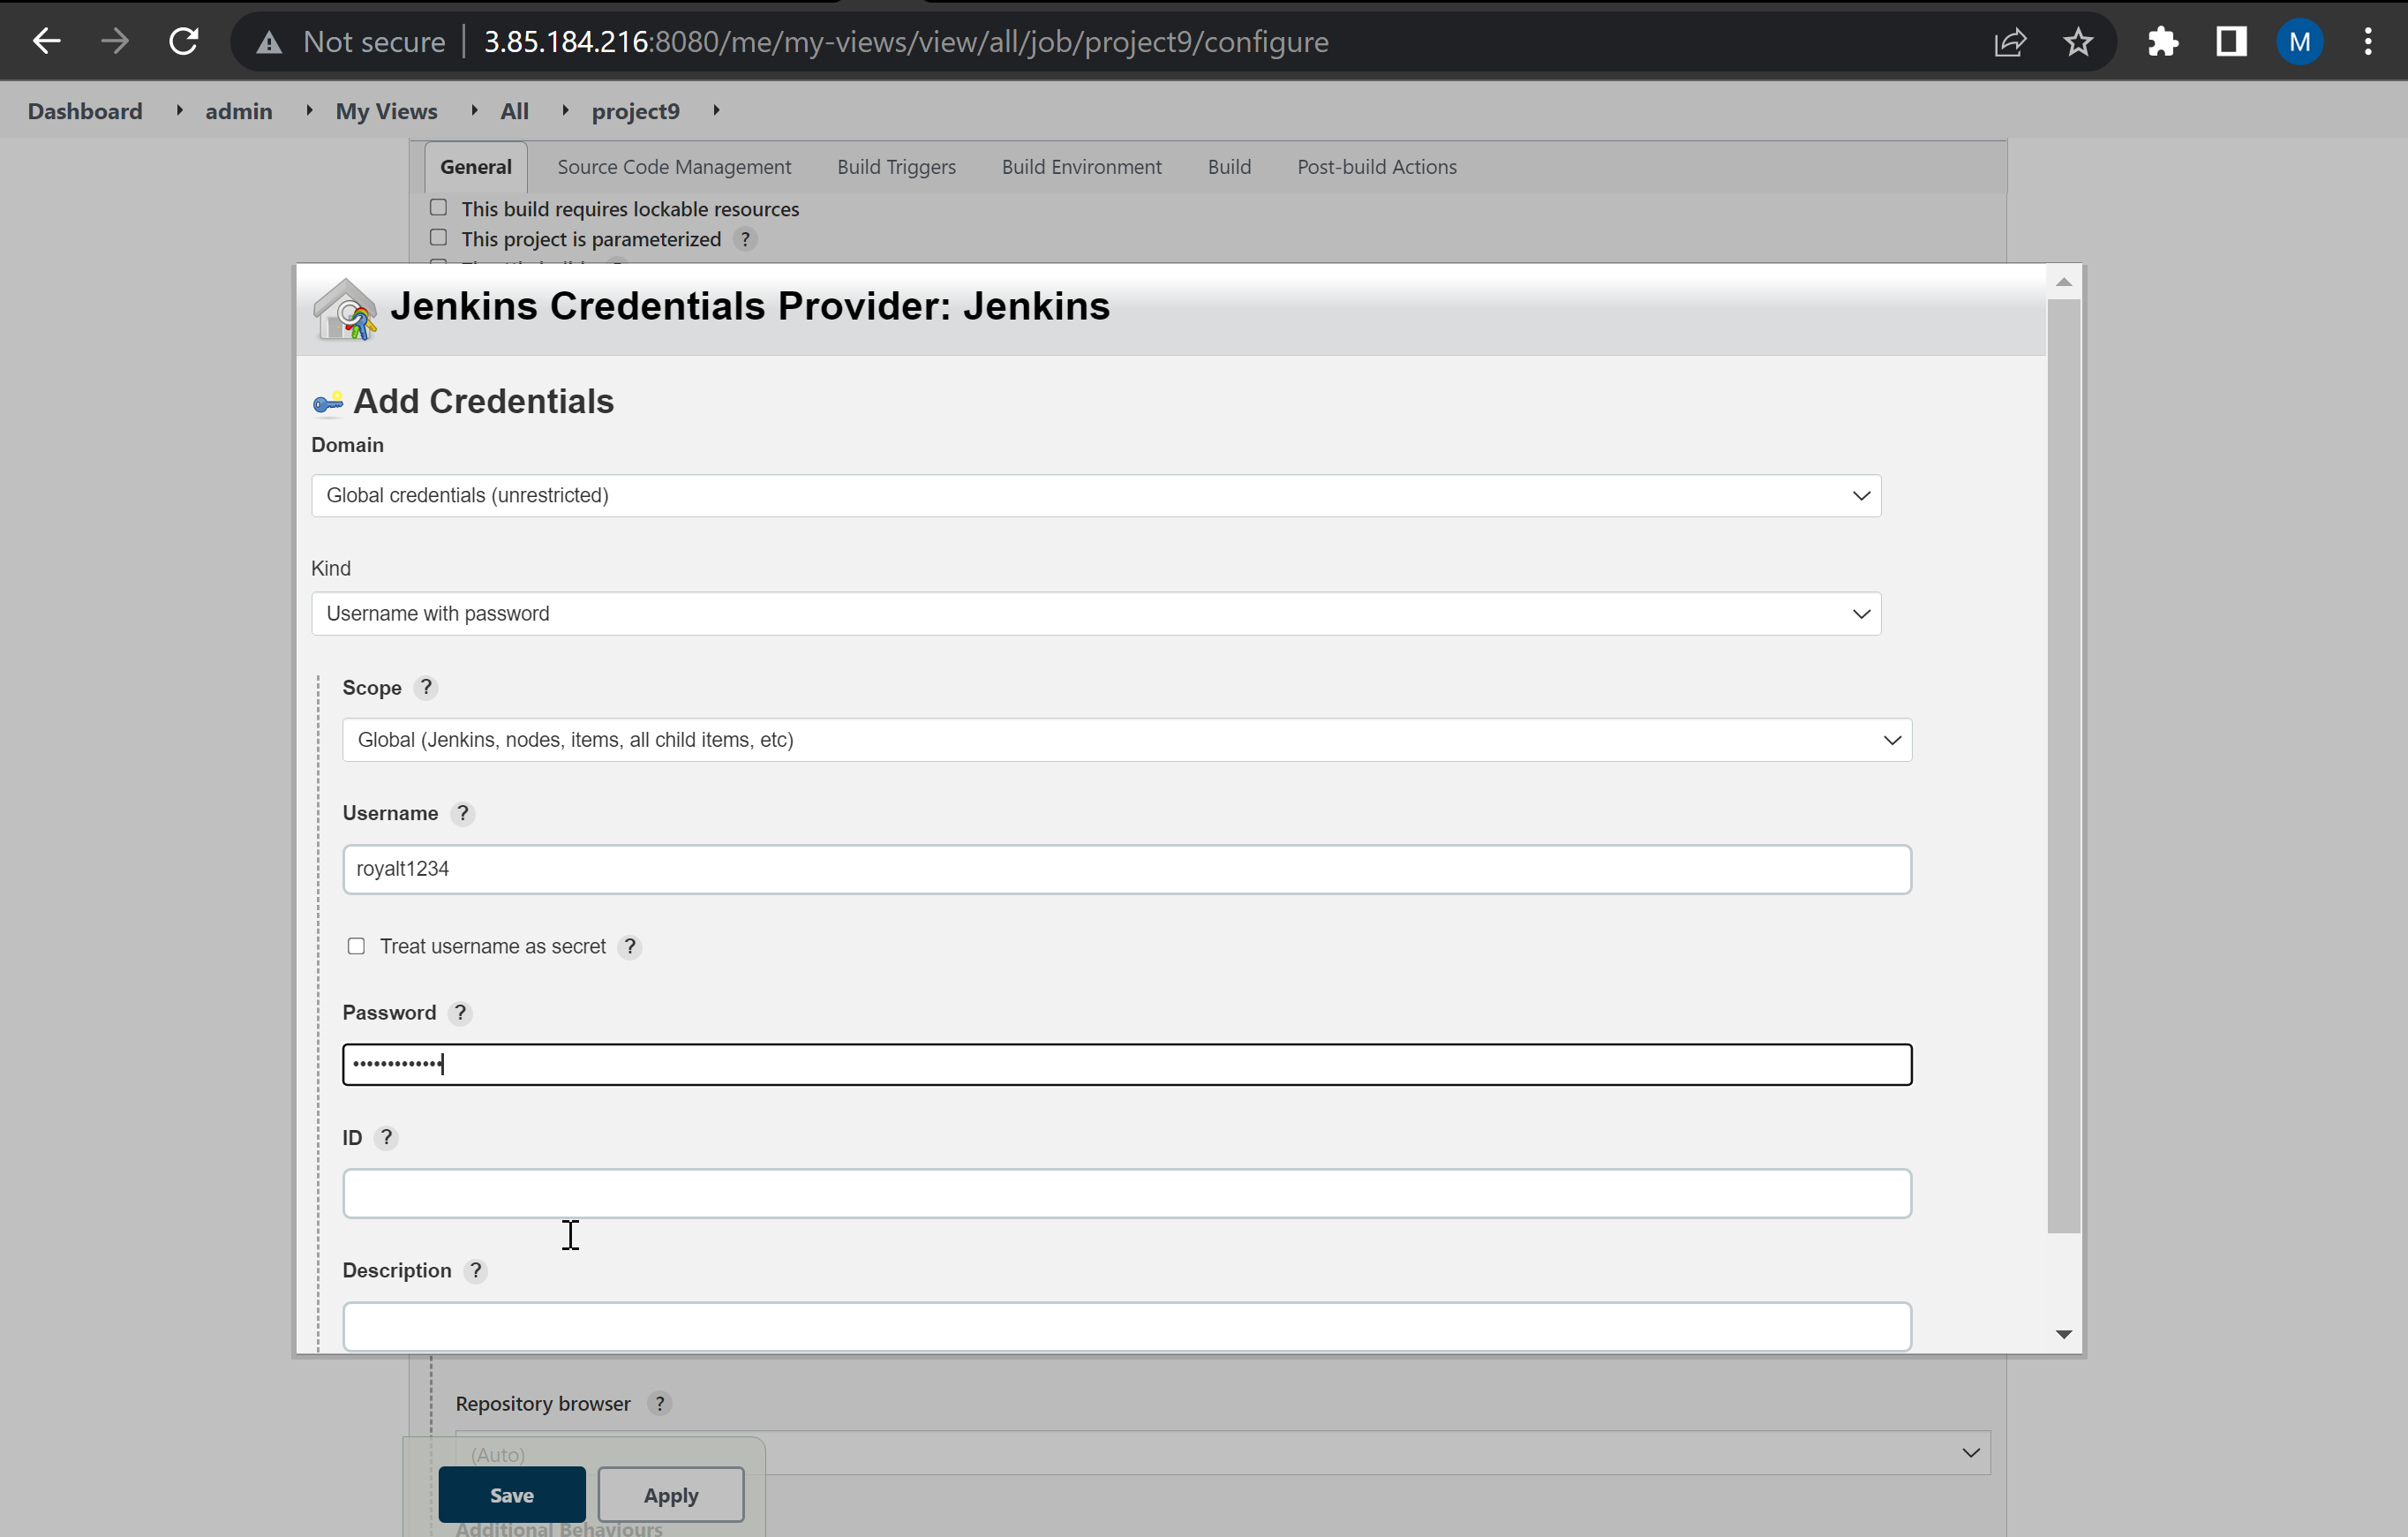 Not secure 3.85.184.216:8080/me/my-views/view/all/job/project9/configure M
Dashboard admin My Views All project9
General Source Code Management Build Triggers Build Environment Build Post-build Actions
This build requires lockable resources
This project is parameterized ?
Jenkins Credentials Provider: Jenkins
Add Credentials
Domain
Global credentials (unrestricted)
Kind
Username with password
Scope ?
Global (Jenkins, nodes, items, all child items, etc)
Username ?
royalt1234
Treat username as secret ?
Password ?
•••••••••••••
ID ?
Description ?
Repository browser ?
(Auto)
Save Apply
Additional Behaviours